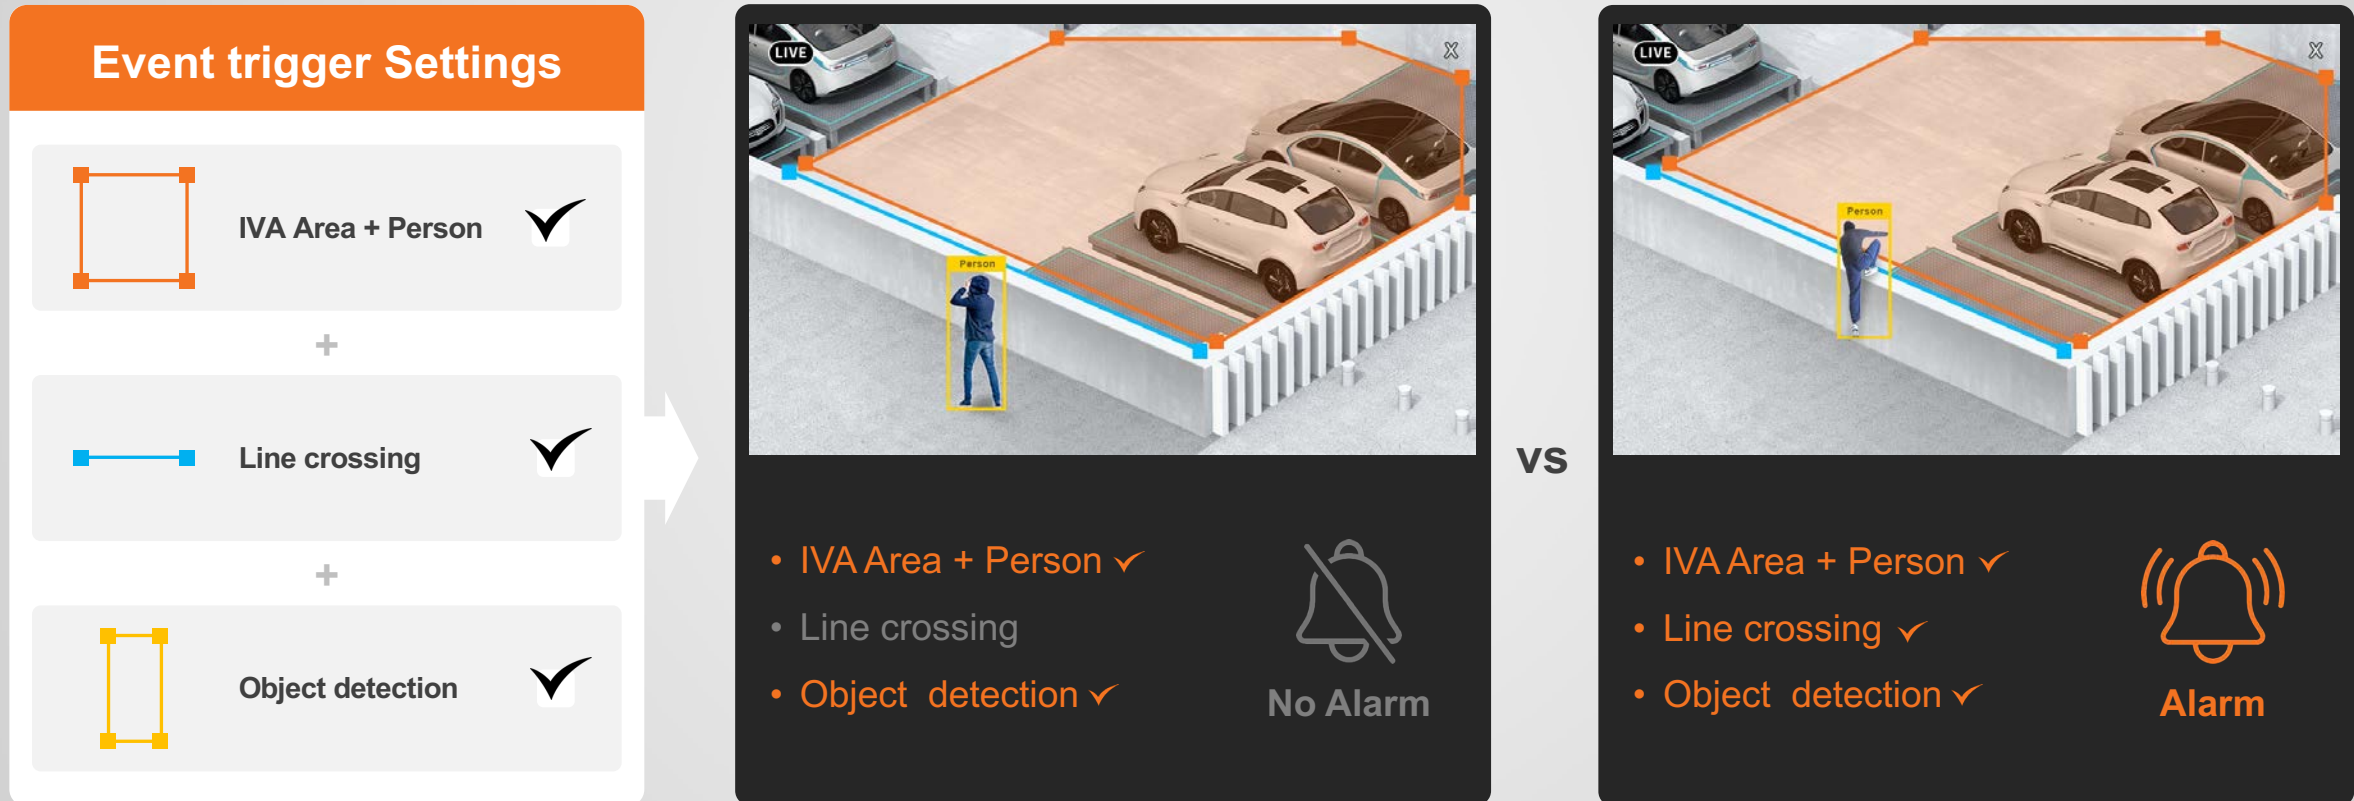 Event trigger Settings
IVA Area + Person
+
Line crossing
+
Object detection
LIVE
X
Person
• IVA Area + Person
• Line crossing
• Object detection
No Alarm
vs
LIVE
X
Person
• IVA Area + Person
• Line crossing
• Object detection
Alarm